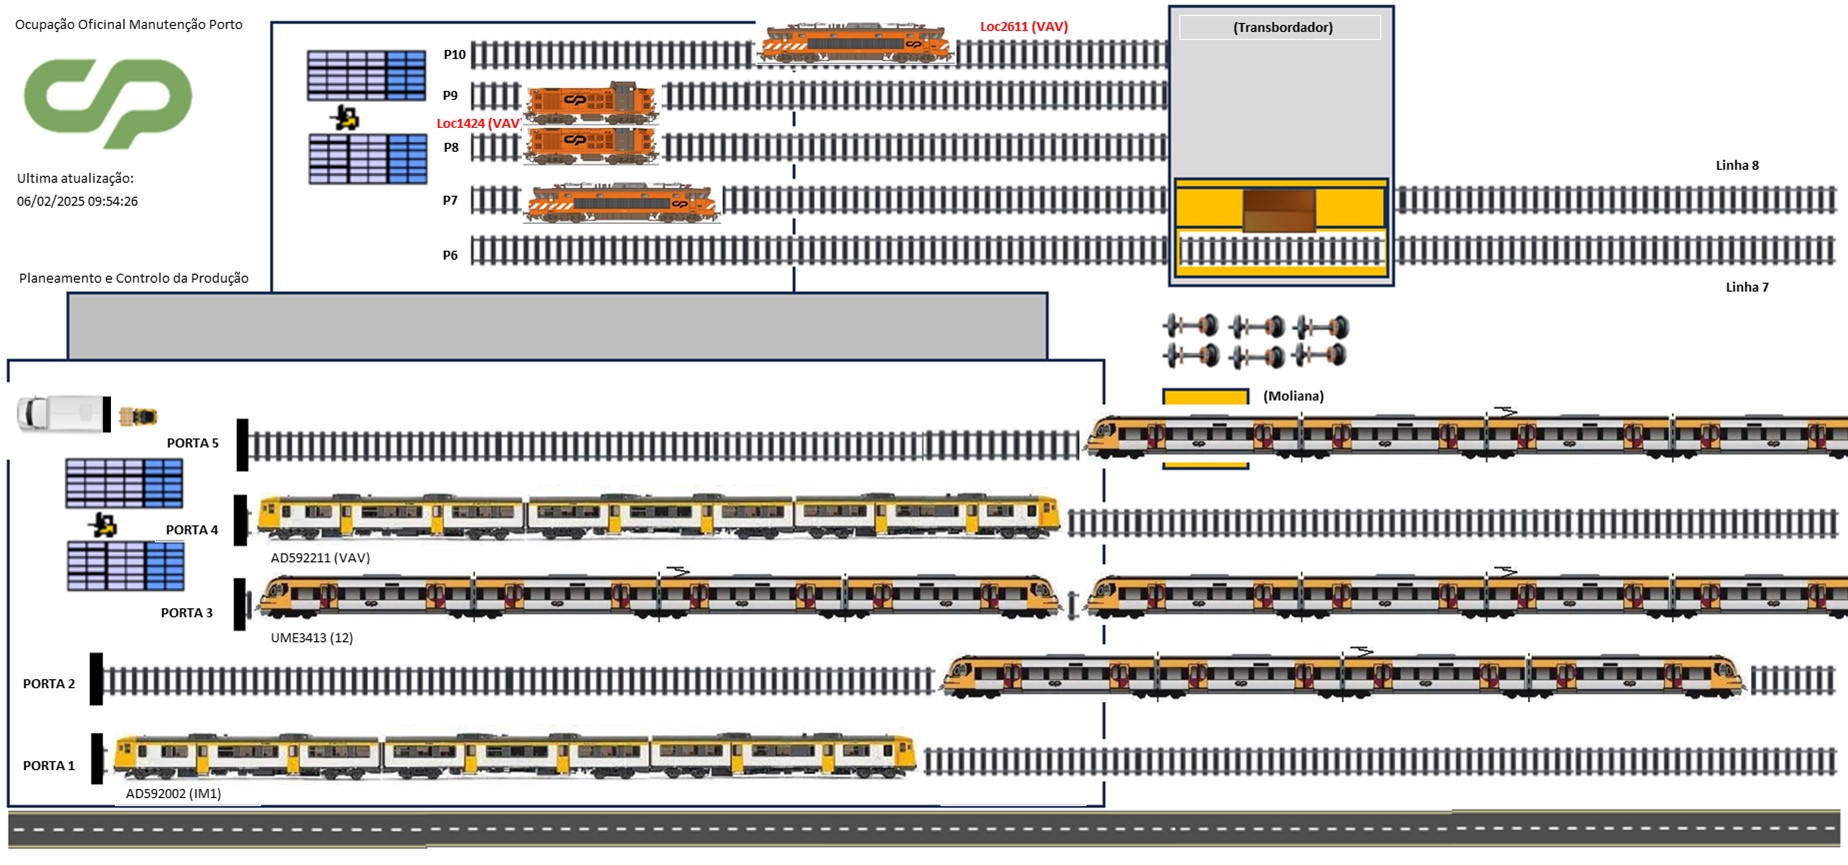 Ocupação Oficinal Manutenção Porto
Loc2611 (VAV)
(Transbordador)
P10
P9
Loc1424 (VAV)
P8
Ultima atualização:
06/02/2025 09:54:26
P7
Linha 8
P6
Planeamento e Controlo da Produção
Linha 7
(Moliana)
PORTA 5
PORTA 4
AD592211 (VAV)
PORTA 3
UME3413 (12)
PORTA 2
PORTA 1
AD592002 (IM1)